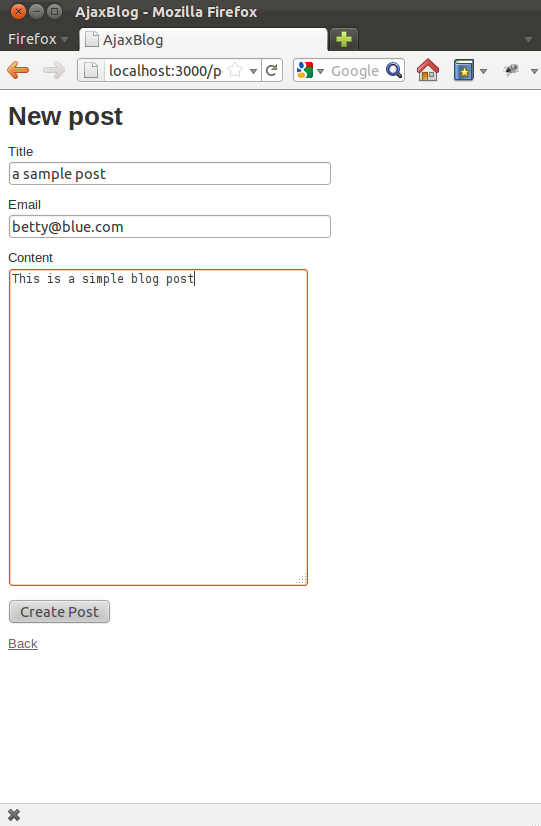 AjaxBlog - Mozilla Firefox
Firefox
AjaxBlog
localhost:3000/p
Google
New post
Title
a sample post
Email
betty@blue.com
Content
This is a simple blog post
Create Post
Back